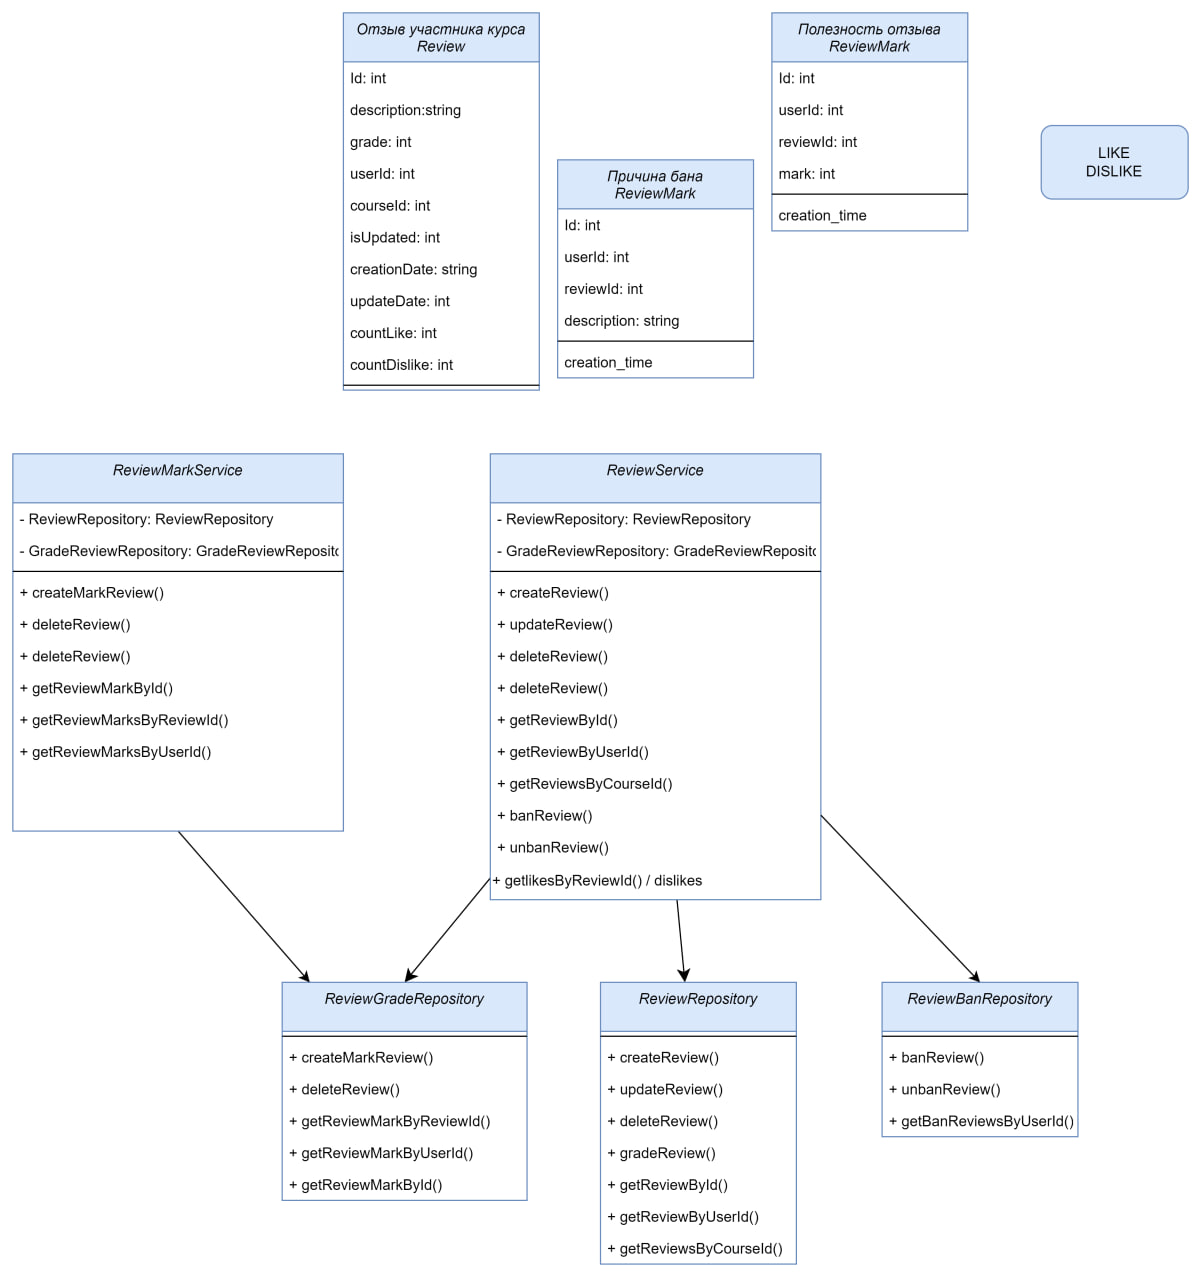 Отзыв участника курса
Review
Id: int
description:string
grade: int
userId: int
courseId: int
isUpdated: int
creationDate: string
updateDate: int
countLike: int
countDislike: int
Причина бана
ReviewMark
Id: int
userId: int
reviewId: int
description: string
creation_time
Полезность отзыва
ReviewMark
Id: int
userId: int
reviewId: int
mark: int
creation_time
LIKE
DISLIKE
ReviewMarkService
- ReviewRepository: ReviewRepository
- GradeReviewRepository: GradeReviewReposito
+ createMarkReview()
+ deleteReview()
+ deleteReview()
+ getReviewMarkById()
+ getReviewMarksByReviewId()
+ getReviewMarksByUserId()
ReviewService
- ReviewRepository: ReviewRepository
- GradeReviewRepository: GradeReviewReposito
+ createReview()
+ updateReview()
+ deleteReview()
+ deleteReview()
+ getReviewById()
+ getReviewByUserId()
+ getReviewsByCourseId()
+ banReview()
+ unbanReview()
+ getlikesByReviewId() / dislikes
ReviewGradeRepository
+ createMarkReview()
+ deleteReview()
+ getReviewMarkByReviewId()
+ getReviewMarkByUserId()
+ getReviewMarkById()
ReviewRepository
+ createReview()
+ updateReview()
+ deleteReview()
+ gradeReview()
+ getReviewById()
+ getReviewByUserId()
+ getReviewsByCourseId()
ReviewBanRepository
+ banReview()
+ unbanReview()
+ getBanReviewsByUserId()